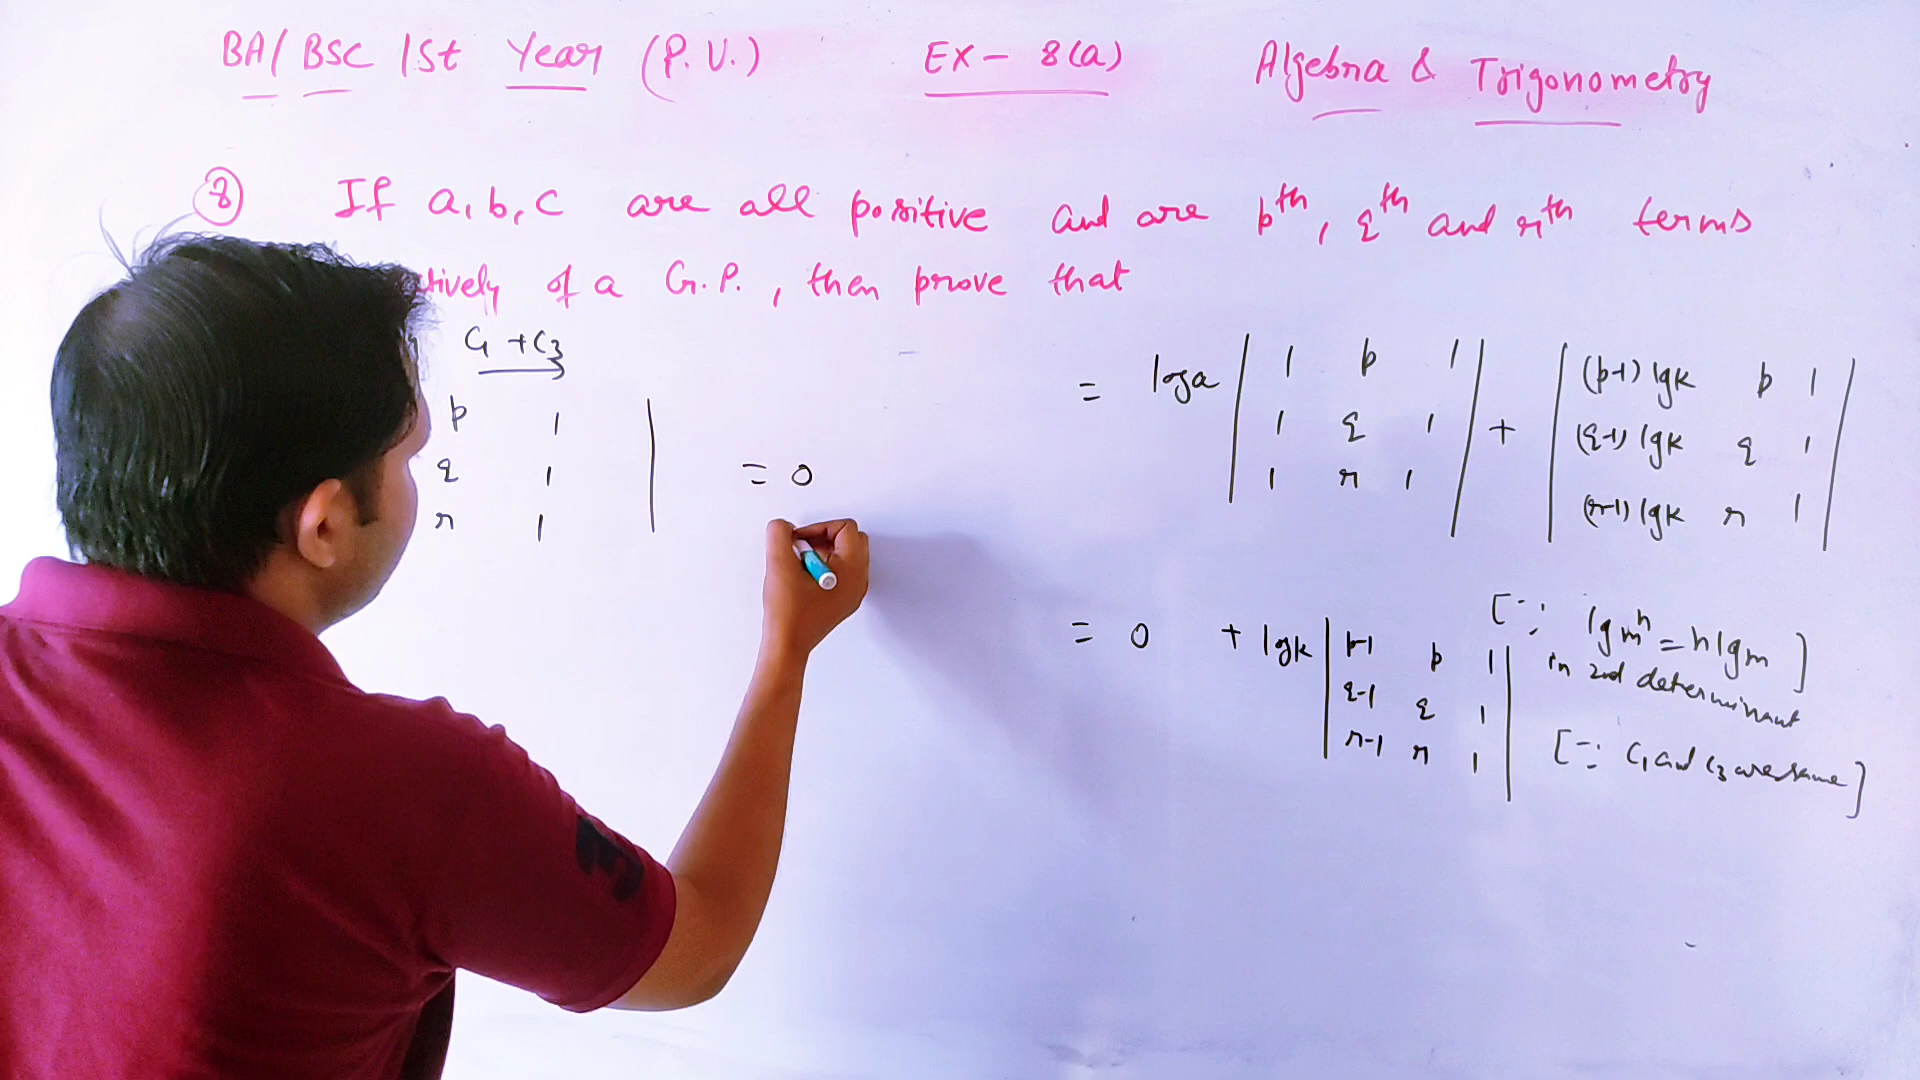 BA/ BSC 1st Year (P.U.) EX- 8(a) Algebra & Trigonometry
8 If a, b, c are all positive and are pth, qth and rth terms
tively of a G.P., then prove that
C1 + C3
p 1
q 1 = 0
r 1
= loga | 1 p 1 | + | (p-1) lgk p 1 |
1 q 1 (q-1) lgk q 1
1 r 1 (r-1) lgk r 1
= 0 + lgk | p-1 p 1 | [∵ lgmⁿ = nlgm]
q-1 q 1 in 2nd determinant
r-1 r 1 [∵ C1 and C3 are same]